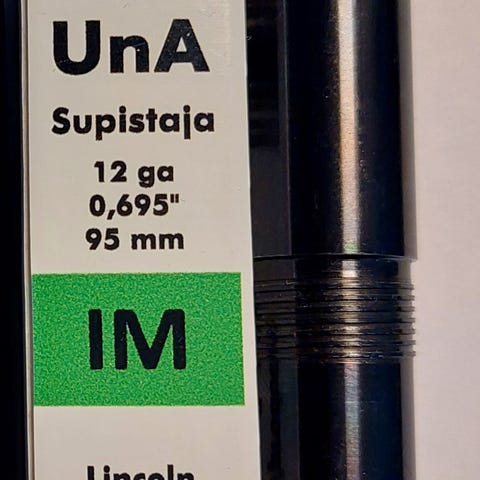 UnA
Supistaja
12 ga
0,695"
95 mm
IM
Lincoln